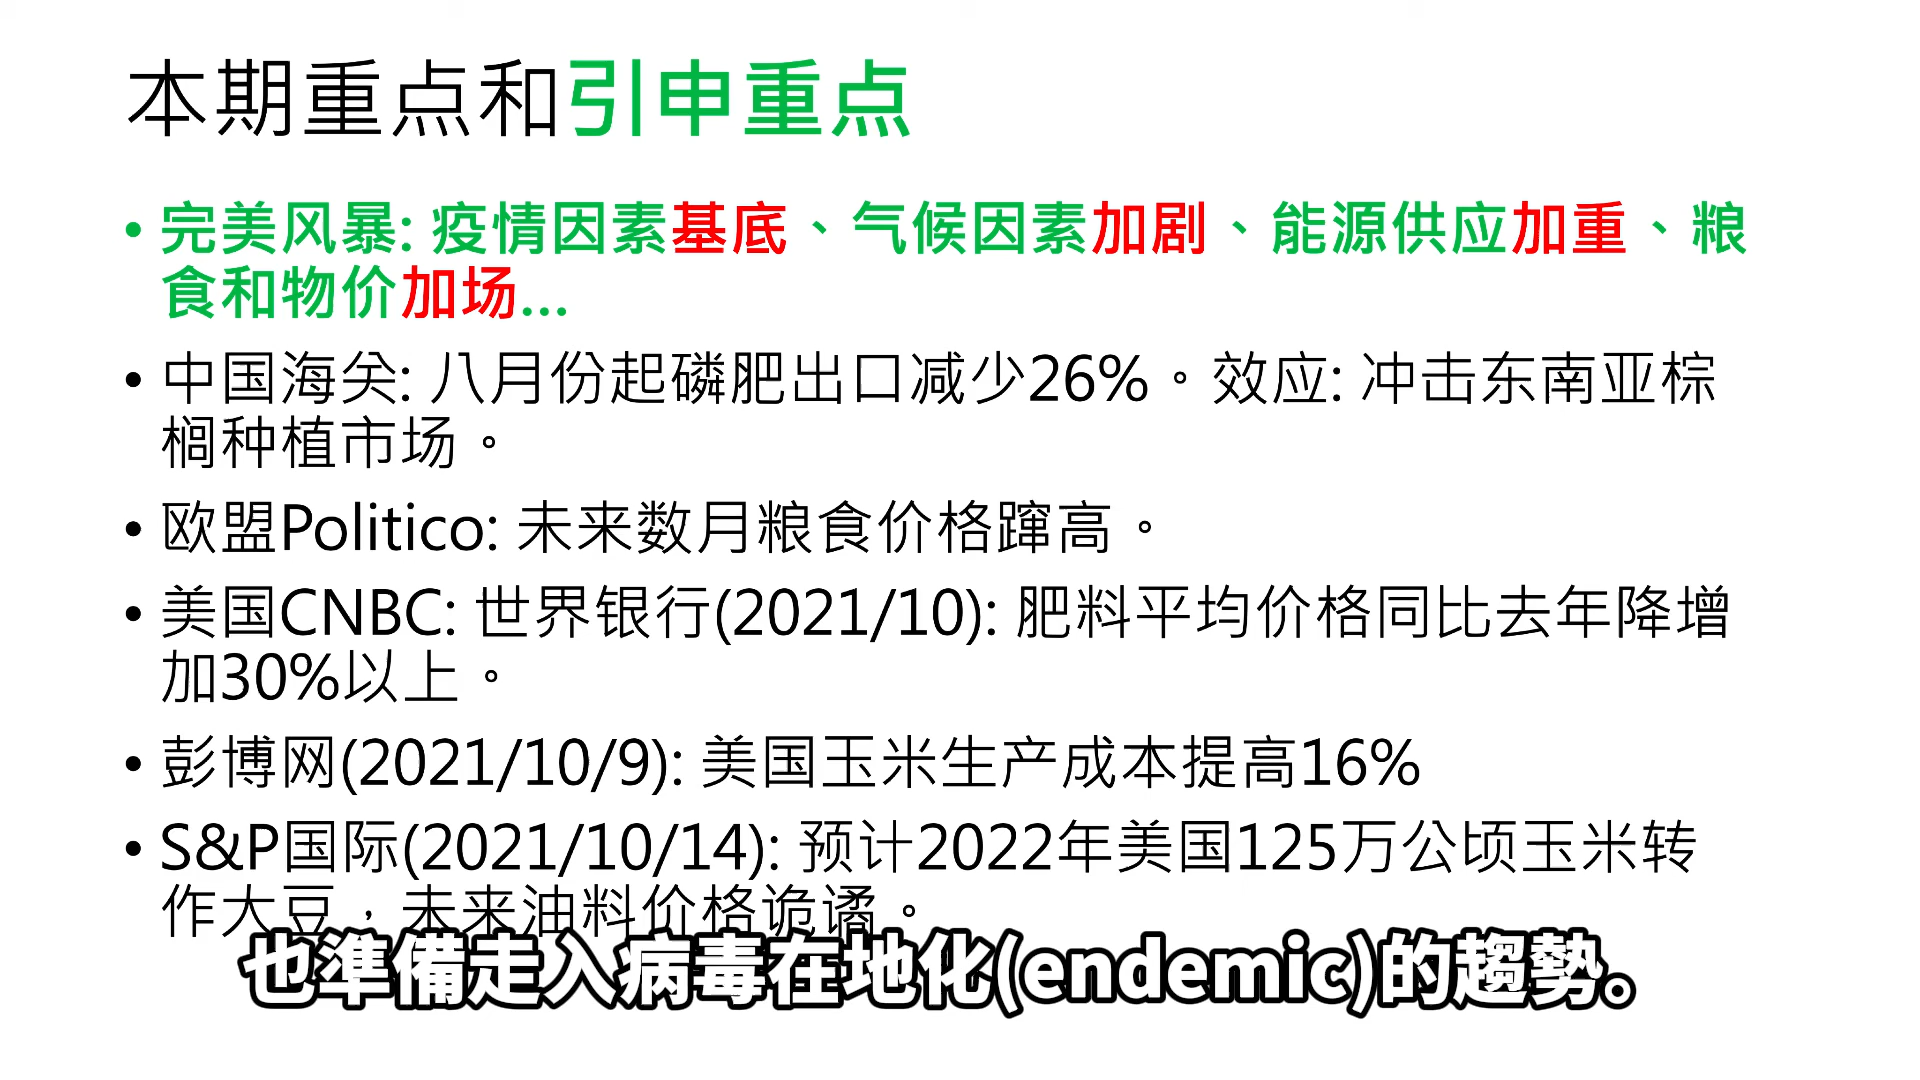 本期重点和引申重点
• 完美风暴: 疫情因素基底、气候因素加剧、能源供应加重、粮
食和物价加场...
• 中国海关: 八月份起磷肥出口减少26%。效应: 冲击东南亚棕
榈种植市场。
• 欧盟Politico: 未来数月粮食价格蹿高。
• 美国CNBC: 世界银行(2021/10): 肥料平均价格同比去年降增
加30%以上。
• 彭博网(2021/10/9): 美国玉米生产成本提高16%
• S&P国际(2021/10/14): 预计2022年美国125万公顷玉米转
作大豆，未来油料价格诡谲。
也準備走入病毒在地化(endemic)的趨勢。